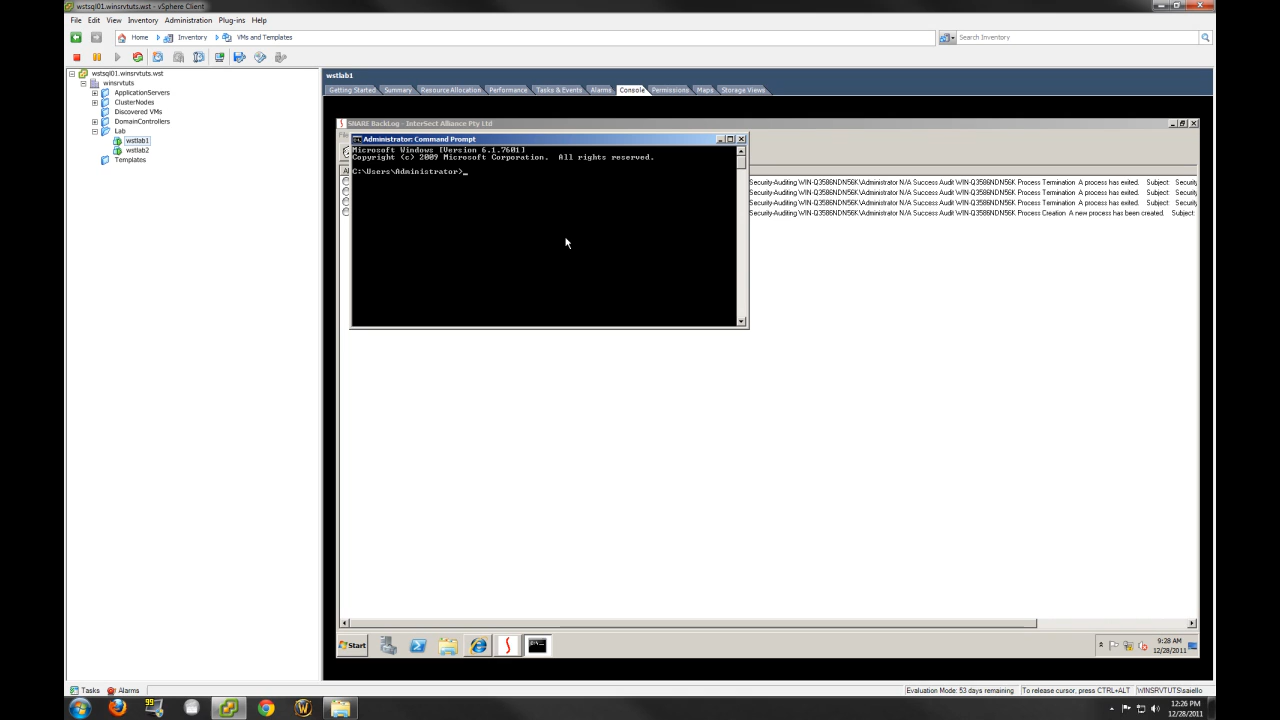 wstsql01.winsrvtuts.wst - vSphere Client
File Edit View Inventory Administration Plug-ins Help
Home Inventory VMs and Templates Search Inventory
wstsql01.winsrvtuts.wst
winsrvtuts
ApplicationServers
ClusterNodes
Discovered VMs
DomainControllers
Lab
wstlab1
wstlab2
Templates
wstlab1
Getting Started Summary Resource Allocation Performance Tasks & Events Alarms Console Permissions Maps Storage Views
SNARE BackLog - InterSect Alliance Pty Ltd
Administrator: Command Prompt
Microsoft Windows [Version 6.1.7601]
Copyright (c) 2009 Microsoft Corporation. All rights reserved.
C:\Users\Administrator>_
Security-Auditing WIN-Q3586NDN56K\Administrator N/A Success Audit WIN-Q3586NDN56K Process Termination A process has exited. Subject: Security
Security-Auditing WIN-Q3586NDN56K\Administrator N/A Success Audit WIN-Q3586NDN56K Process Termination A process has exited. Subject: Security
Security-Auditing WIN-Q3586NDN56K\Administrator N/A Success Audit WIN-Q3586NDN56K Process Termination A process has exited. Subject: Security
Security-Auditing WIN-Q3586NDN56K\Administrator N/A Success Audit WIN-Q3586NDN56K Process Creation A new process has been created. Subject:
Start
9:28 AM
12/28/2011
Tasks Alarms
Evaluation Mode: 53 days remaining To release cursor, press CTRL+ALT WINSRVTUTS\saiello
99
12:26 PM
12/28/2011